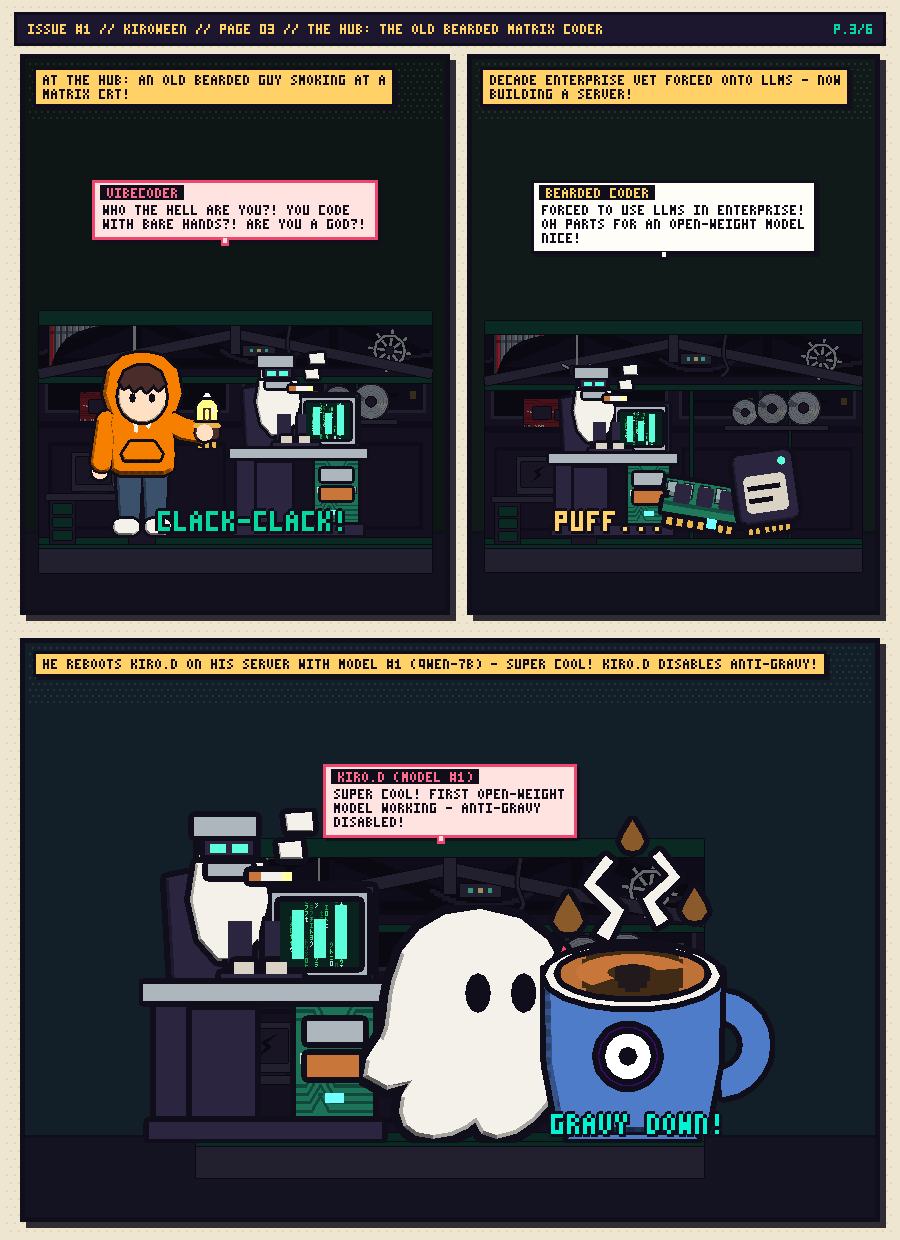 ISSUE #1 // KIROWEEN // PAGE 03 // THE HUB: THE OLD BEARDED MATRIX CODER
P.3/6
AT THE HUB: AN OLD BEARDED GUY SMOKING AT A
MATRIX CRT!
VIBECODER
WHO THE HELL ARE YOU?! YOU CODE
WITH BARE HANDS?! ARE YOU A GOD?!
CLACK-CLACK!
DECADE ENTERPRISE VET FORCED ONTO LLMS - NOW
BUILDING A SERVER!
BEARDED CODER
FORCED TO USE LLMS IN ENTERPRISE!
OH PARTS FOR AN OPEN-WEIGHT MODEL
NICE!
PUFF...
HE REBOOTS KIRO.D ON HIS SERVER WITH MODEL #1 (QWEN-7B) - SUPER COOL! KIRO.D DISABLES ANTI-GRAVY!
KIRO.D (MODEL #1)
SUPER COOL! FIRST OPEN-WEIGHT
MODEL WORKING - ANTI-GRAVY
DISABLED!
GRAVY DOWN!